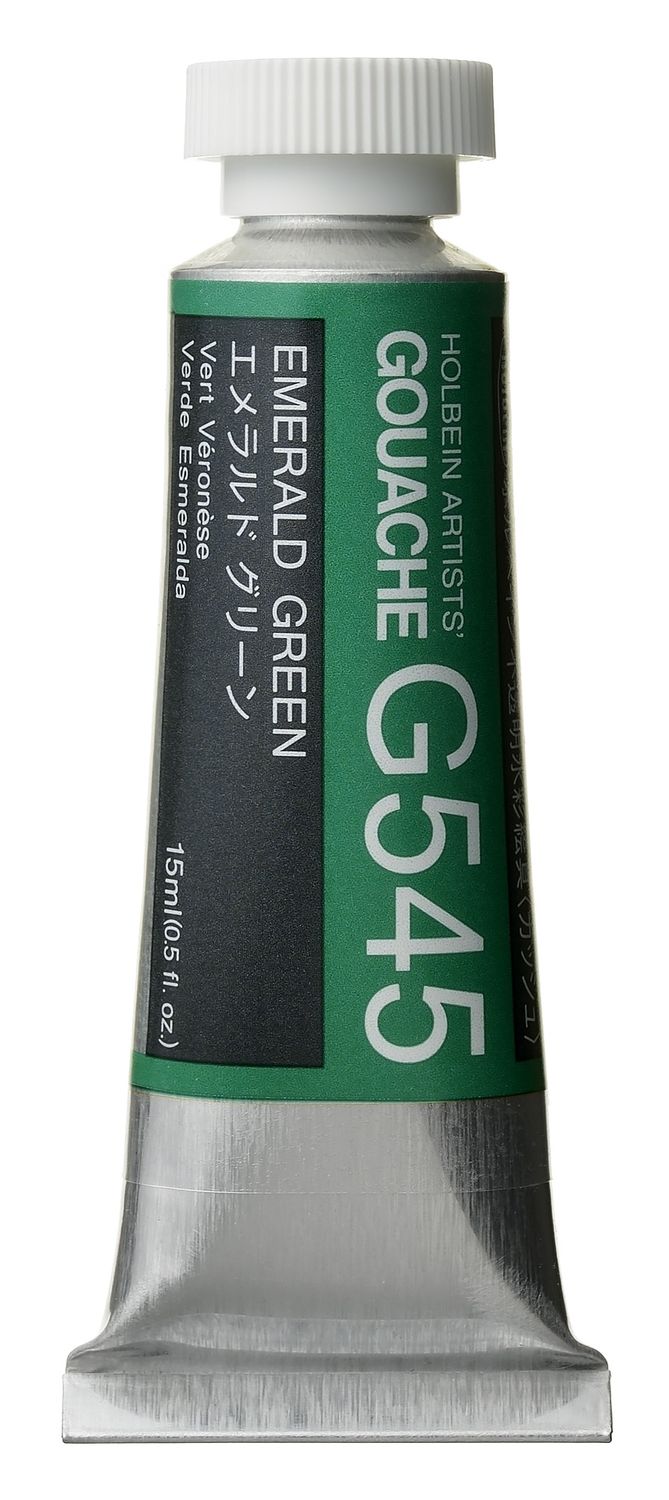 HOLBEIN ARTISTS'
GOUACHE G545
EMERALD GREEN
エメラルド グリーン
Vert Véronèse
Verde Esmeralda
15ml(0.5 fl. oz.)